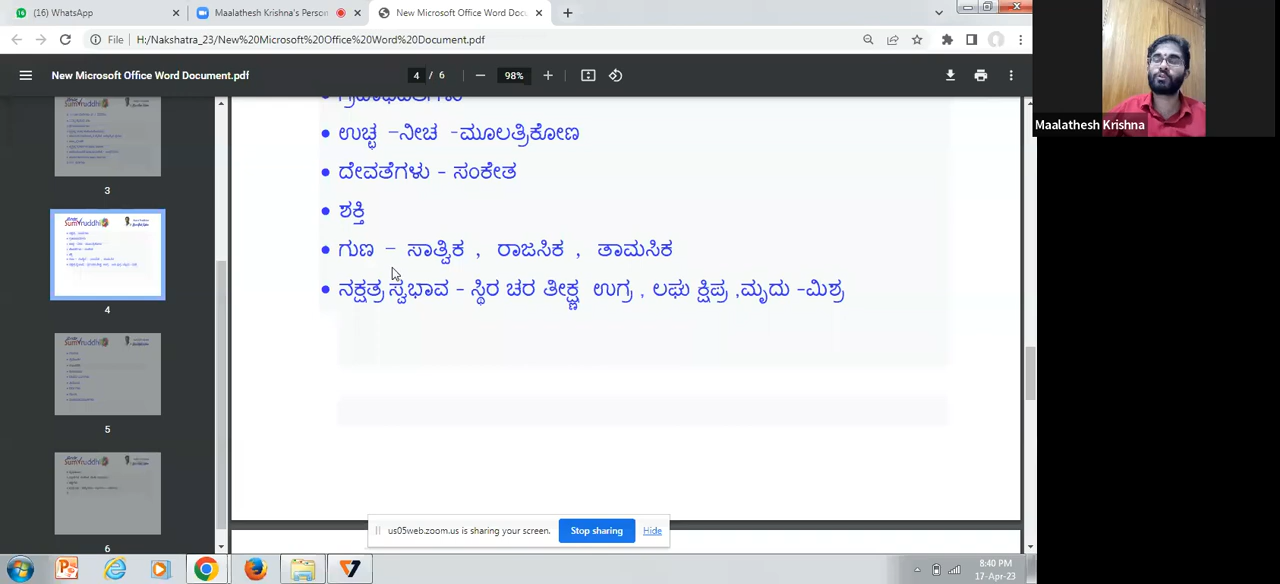 (16) WhatsApp
Maalathesh Krishna's Person
New Microsoft Office Word Docu
File H:/Nakshatra_23/New%20Microsoft%20Office%20Word%20Document.pdf
New Microsoft Office Word Document.pdf
4 / 6
98%
Maalathesh Krishna
• ಉಚ್ಛ –ನೀಚ -ಮೂಲತ್ರಿಕೋಣ
• ದೇವತೆಗಳು - ಸಂಕೇತ
• ಶಕ್ತಿ
• ಗುಣ – ಸಾತ್ವಿಕ , ರಾಜಸಿಕ , ತಾಮಸಿಕ
• ನಕ್ಷತ್ರ ಸ್ವಭಾವ - ಸ್ಥಿರ ಚರ ತೀಕ್ಷ್ಣ ಉಗ್ರ , ಲಘು ಕ್ಷಿಪ್ರ ,ಮೃದು -ಮಿಶ್ರ
3
4
5
6
us05web.zoom.us is sharing your screen.
Stop sharing
Hide
8:40 PM
17-Apr-23